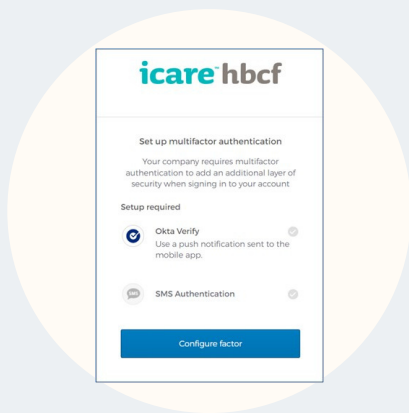 icare™ hbcf
Set up multifactor authentication
Your company requires multifactor
authentication to add an additional layer of
security when signing in to your account
Setup required
Okta Verify
Use a push notification sent to the
mobile app.
SMS
SMS Authentication
Configure factor